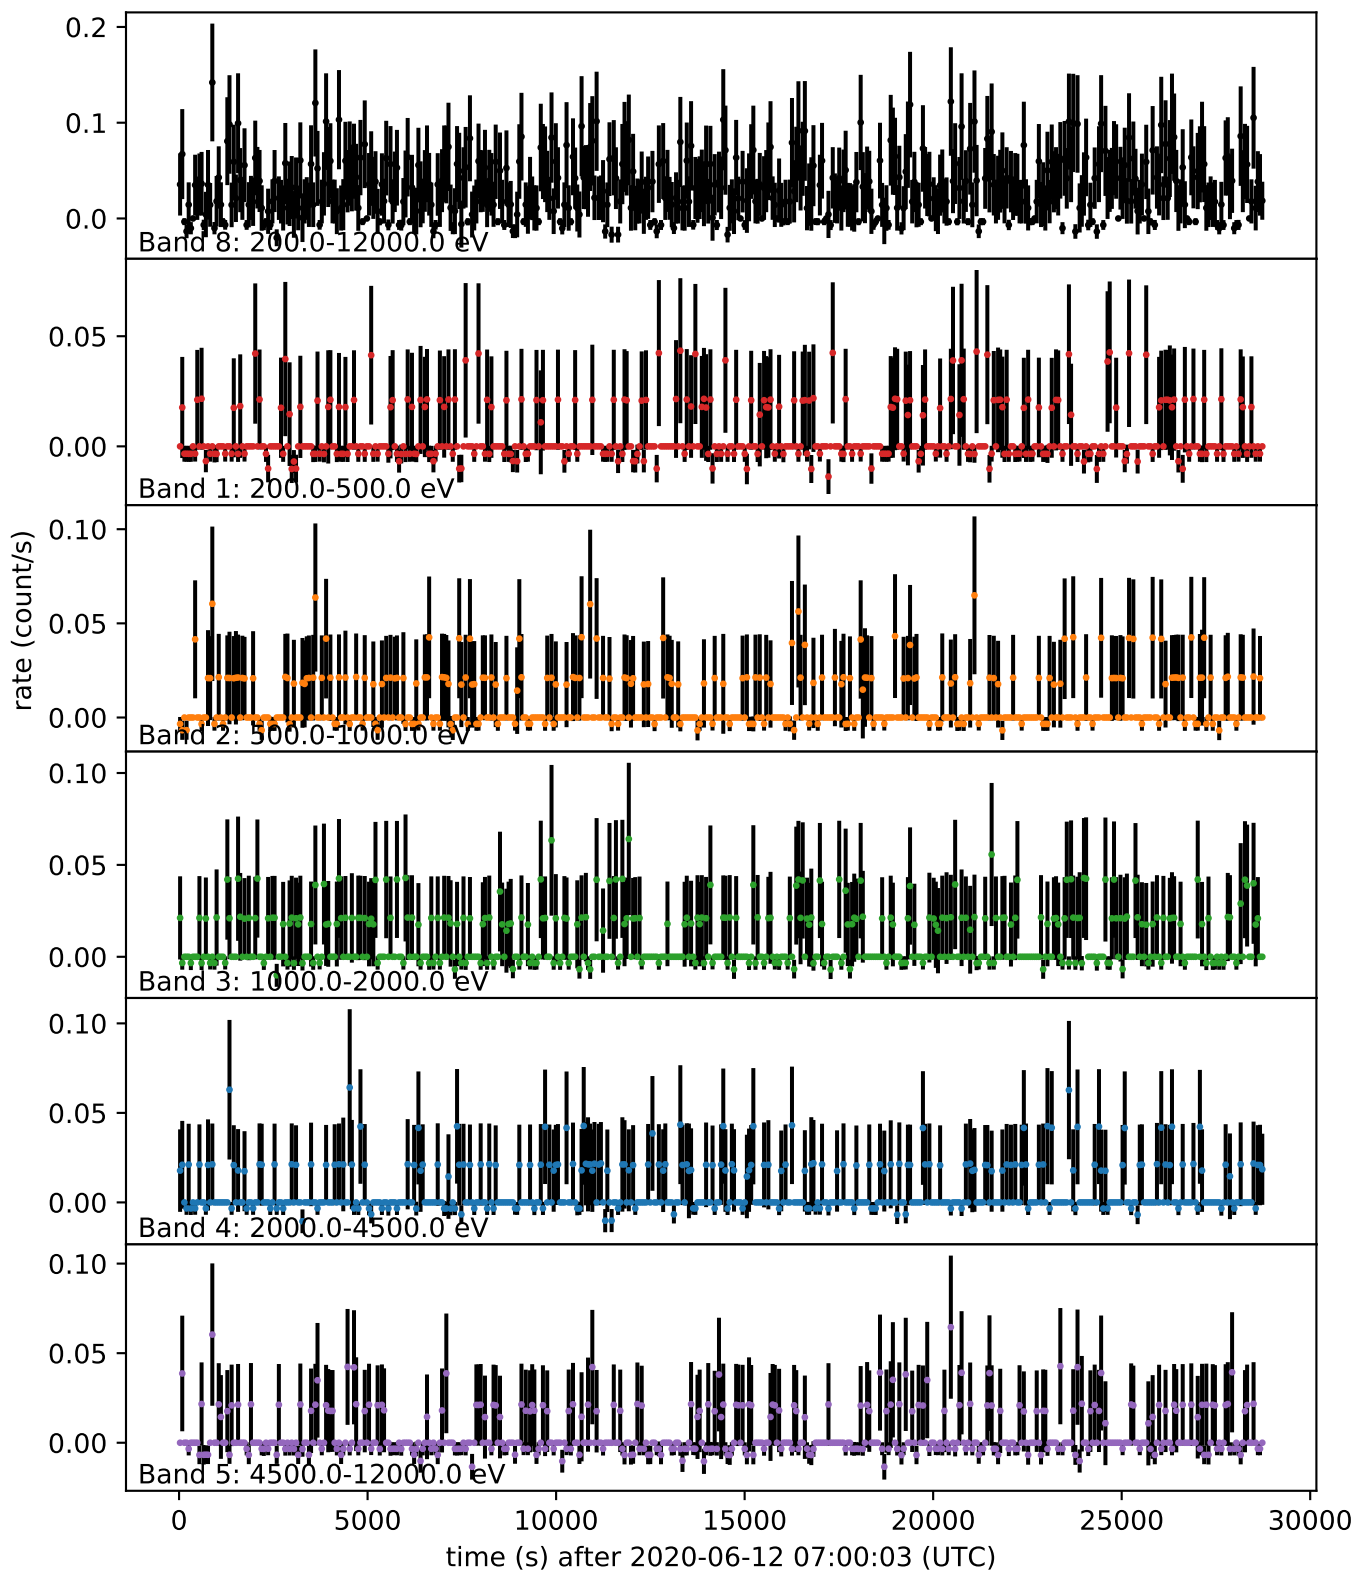 0.2
0.1
0.0
Band 8: 200.0-12000.0 eV
0.05
0.00
Band 1: 200.0-500.0 eV
0.10
0.05
0.00
Band 2: 500.0-1000.0 eV
rate (count/s)
0.10
0.05
0.00
Band 3: 1000.0-2000.0 eV
0.10
0.05
0.00
Band 4: 2000.0-4500.0 eV
0.10
0.05
0.00
Band 5: 4500.0-12000.0 eV
0 5000 10000 15000 20000 25000 30000
time (s) after 2020-06-12 07:00:03 (UTC)